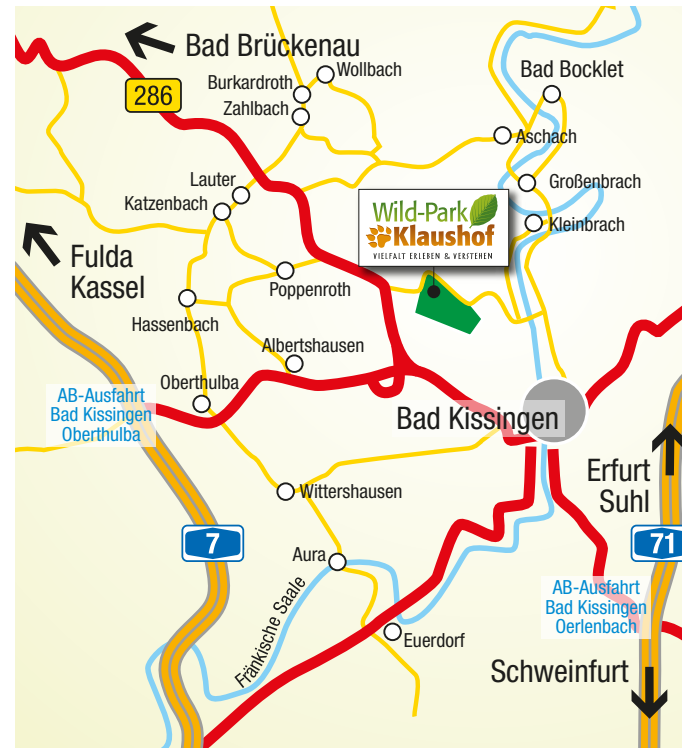 Bad Brückenau
286
Wollbach
Burkardroth
Zahlbach
Bad Bocklet
Aschach
Lauter
Katzenbach
Großenbrach
Kleinbrach
Wild-Park
Klaushof
VIELFALT ERLEBEN & VERSTEHEN
Fulda
Kassel
Poppenroth
Hassenbach
Albertshausen
Oberthulba
AB-Ausfahrt
Bad Kissingen
Oberthulba
Bad Kissingen
Wittershausen
Erfurt
Suhl
7
71
Aura
Fränkische Saale
AB-Ausfahrt
Bad Kissingen
Oerlenbach
Euerdorf
Schweinfurt